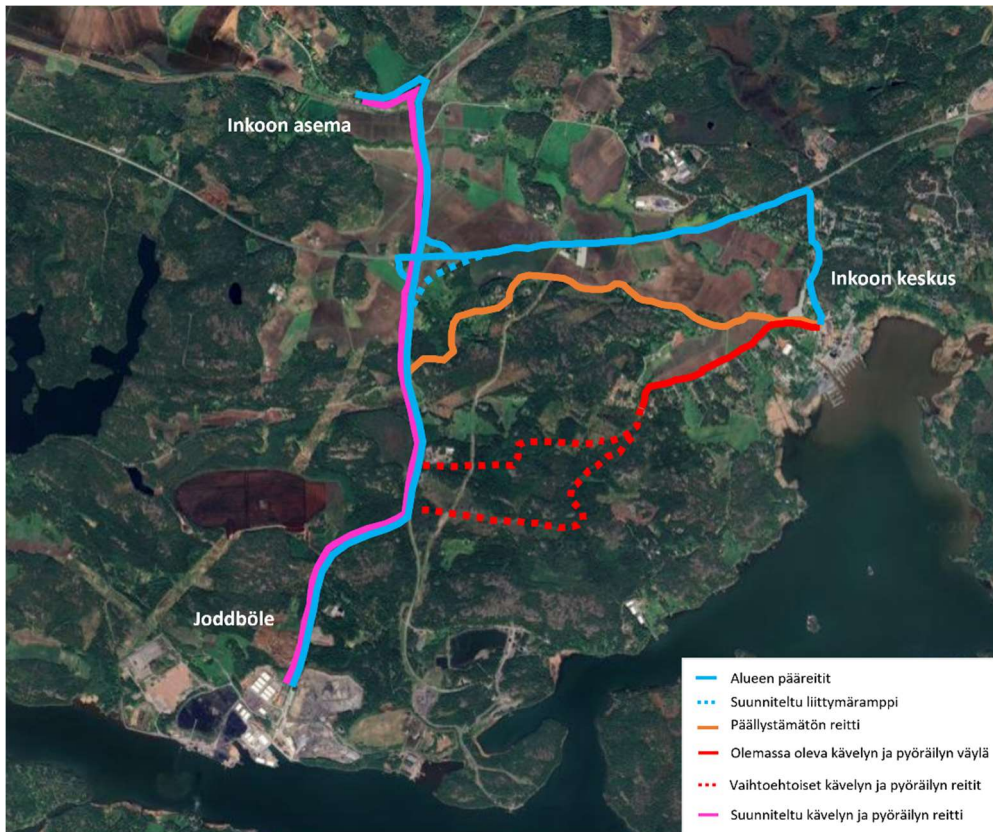 Inkoon asema
Inkoon keskus
Joddböle
Alueen pääreitit
Suunniteltu liittymäramppi
Päällystämätön reitti
Olemassa oleva kävelyn ja pyöräilyn väylä
Vaihtoehtoiset kävelyn ja pyöräilyn reitit
Suunniteltu kävelyn ja pyöräilyn reitti